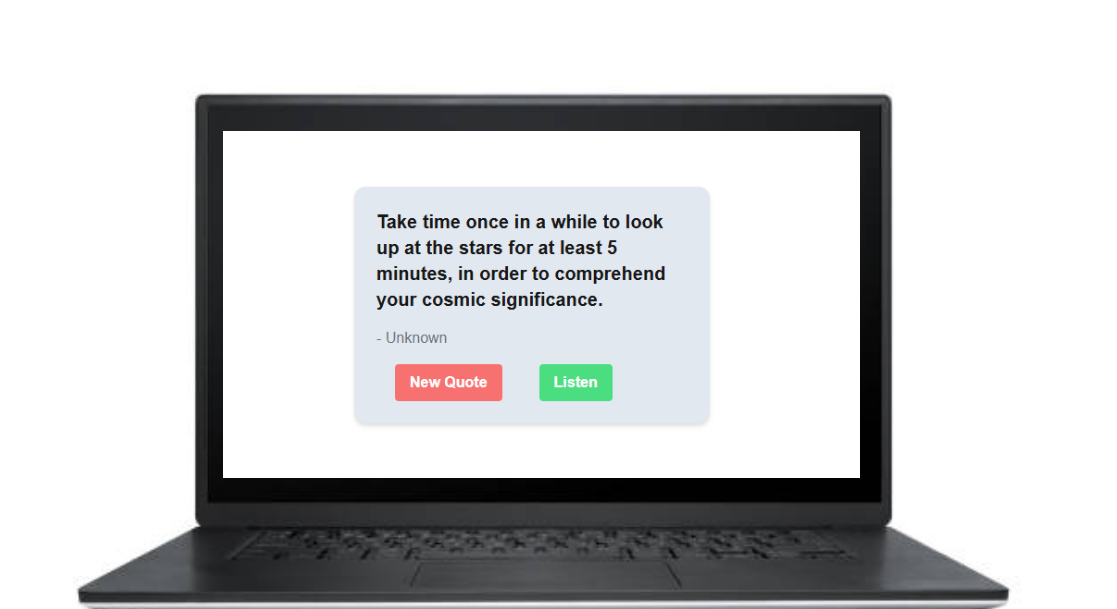 Take time once in a while to look
up at the stars for at least 5
minutes, in order to comprehend
your cosmic significance.
- Unknown
New Quote
Listen